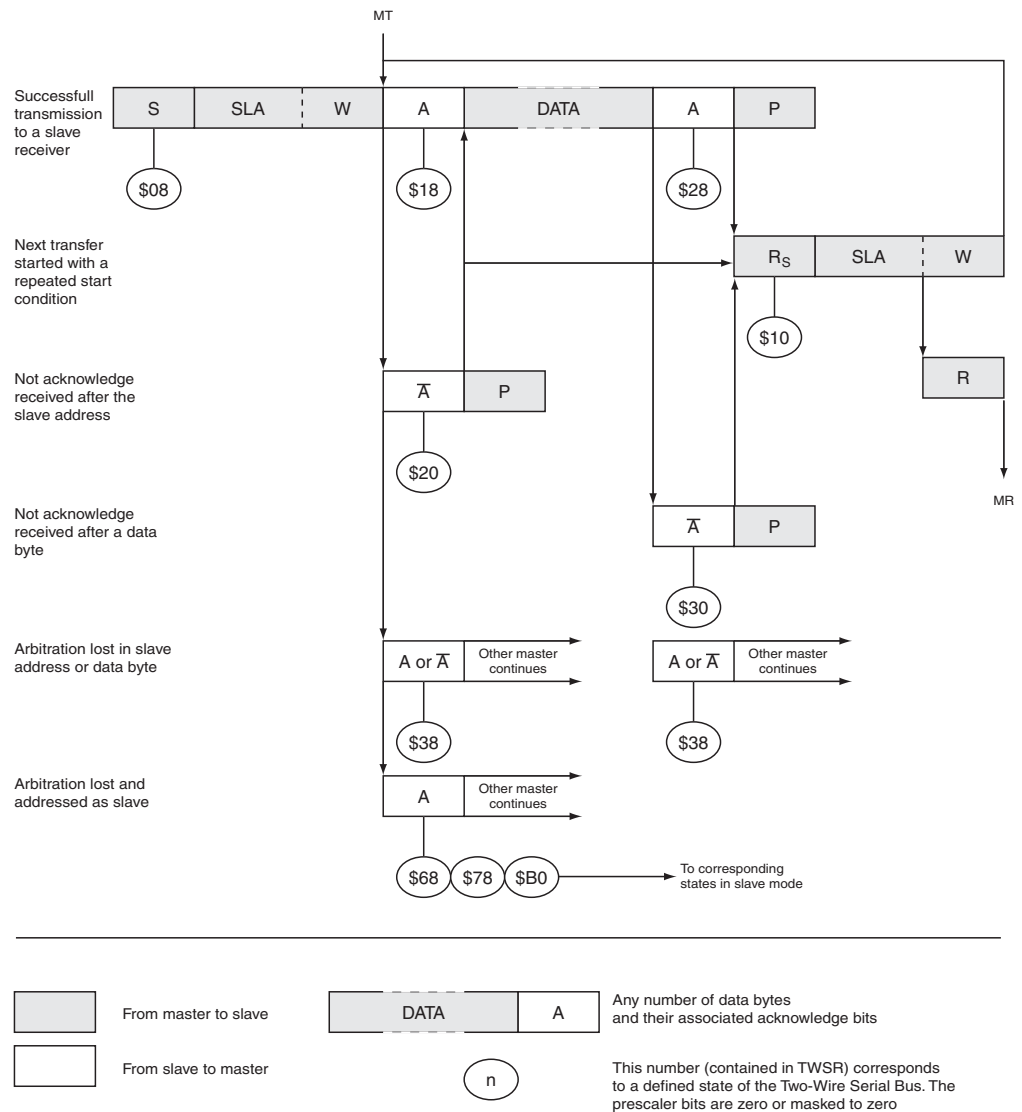 MT
Successfull
transmission
to a slave
receiver
S SLA W A DATA A P
$08 $18 $28
Next transfer
started with a
repeated start
condition
RS SLA W
$10
Not acknowledge
received after the
slave address
A̅ P
R
$20
MR
Not acknowledge
received after a data
byte
A̅ P
$30
Arbitration lost in slave
address or data byte
A or A̅ Other master
continues
A or A̅ Other master
continues
$38 $38
Arbitration lost and
addressed as slave
A Other master
continues
$68 $78 $B0
To corresponding
states in slave mode
From master to slave
DATA A
Any number of data bytes
and their associated acknowledge bits
From slave to master
n
This number (contained in TWSR) corresponds
to a defined state of the Two-Wire Serial Bus. The
prescaler bits are zero or masked to zero